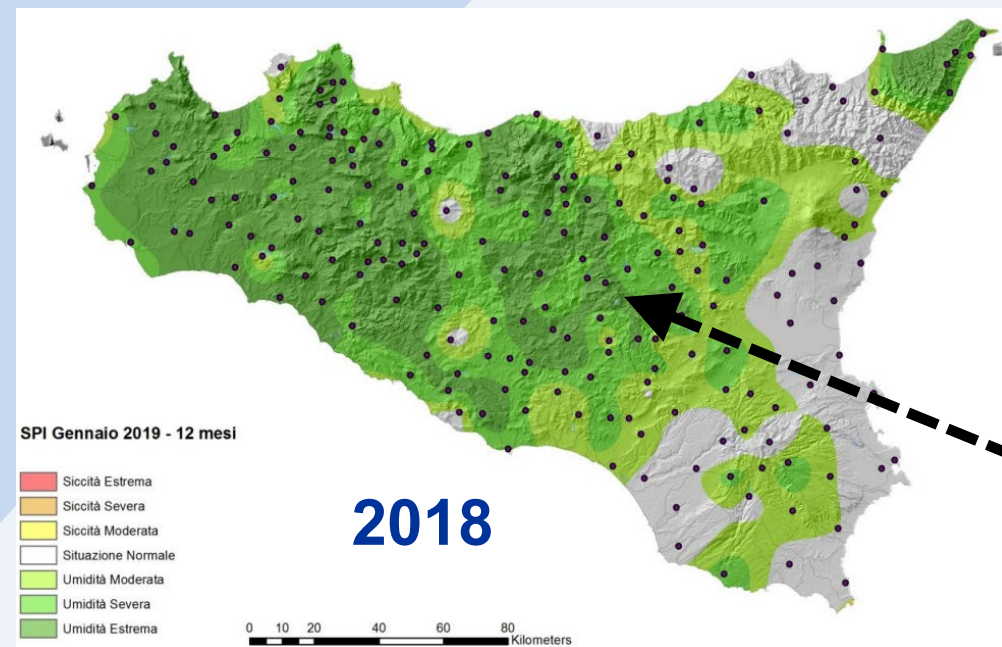 SPI Gennaio 2019 - 12 mesi
Siccità Estrema
Siccità Severa
Siccità Moderata
Situazione Normale
Umidità Moderata
Umidità Severa
Umidità Estrema
2018
0 10 20 40 60 80
Kilometers